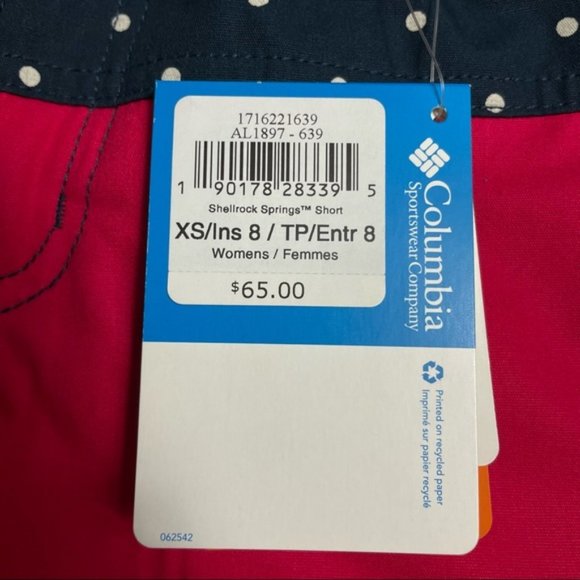 1716221639
AL1897 - 639
1 90178 28339 5
Shellrock Springs™ Short
XS/Ins 8 / TP/Entr 8
Womens / Femmes
$65.00
Columbia
Sportswear Company
Printed on recycled paper
Imprimé sur papier recyclé
062542